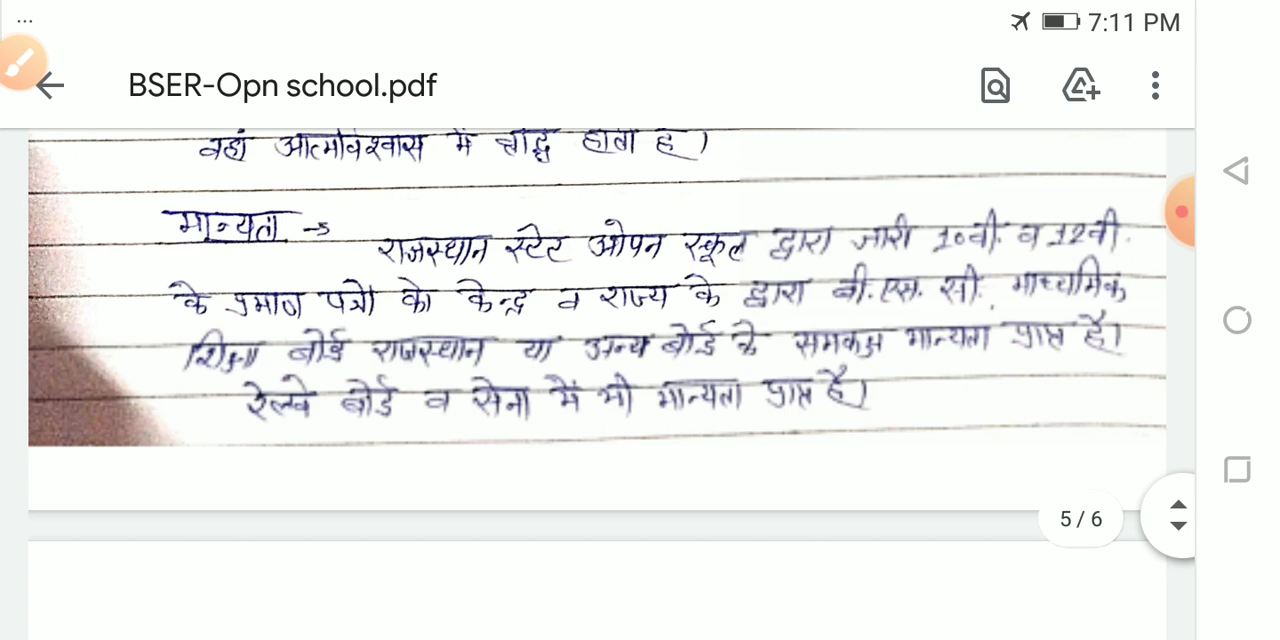 ...
7:11 PM
BSER-Opn school.pdf
वहां आत्मविश्वास में वृद्धि होता है।
मान्यता →
राजस्थान स्टेट ओपन स्कूल द्वारा जारी 10वीं. व 12वी.
के प्रमाण पत्रो को केन्द्र व राज्य के द्वारा बी.एस.सी. माध्यमिक
शिक्षा बोर्ड राजस्थान या अन्य बोर्ड के समकक्ष मान्यता प्राप्त है।
रेल्वे बोर्ड व सेना में भी मान्यता प्राप्त है।
5 / 6